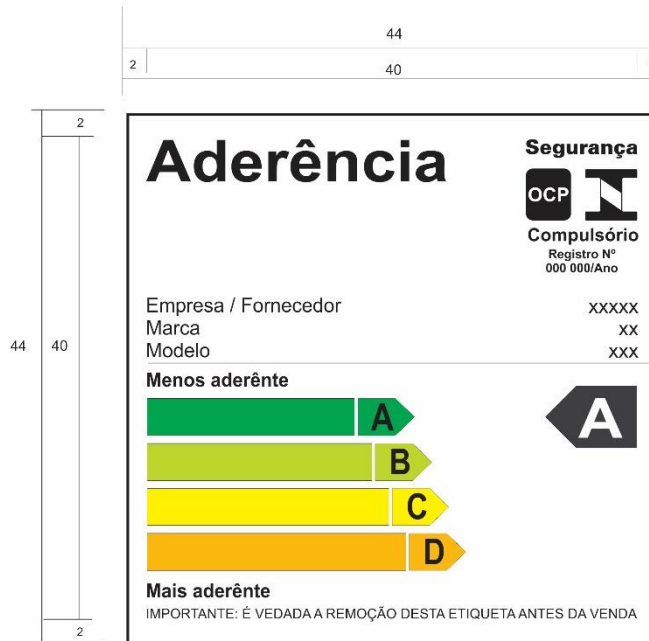 44
2
40
2
44
40
2
Aderência
Segurança
OCP
Compulsório
Registro Nº
000 000/Ano
Empresa / Fornecedor xxxxx
Marca xx
Modelo xxx
Menos aderênte
A A
B
C
D
Mais aderênte
IMPORTANTE: É VEDADA A REMOÇÃO DESTA ETIQUETA ANTES DA VENDA